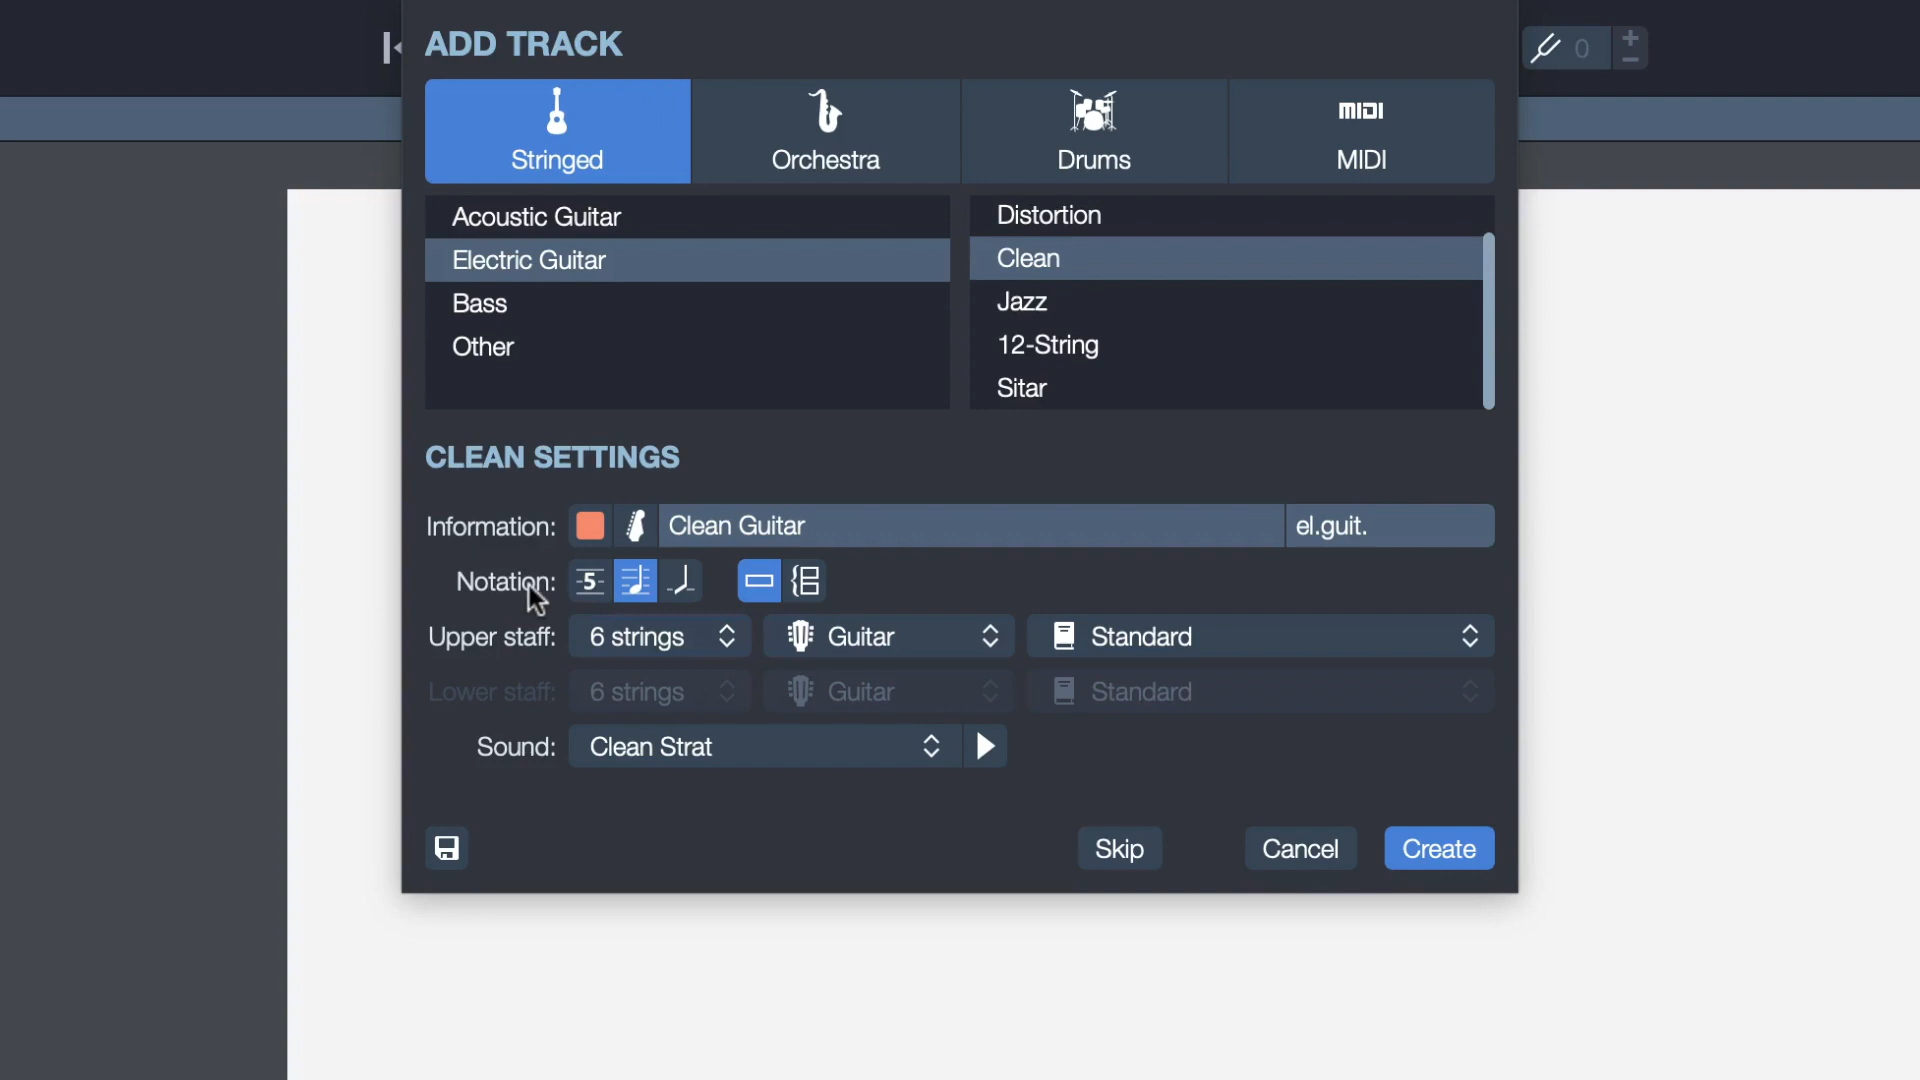 ADD TRACK
0
Stringed
Orchestra
Drums
MIDI
MIDI
Acoustic Guitar
Electric Guitar
Bass
Other
Distortion
Clean
Jazz
12-String
Sitar
CLEAN SETTINGS
Information: Clean Guitar el.guit.
Notation: 5
Upper staff: 6 strings Guitar Standard
Lower staff: 6 strings Guitar Standard
Sound: Clean Strat
Skip Cancel Create